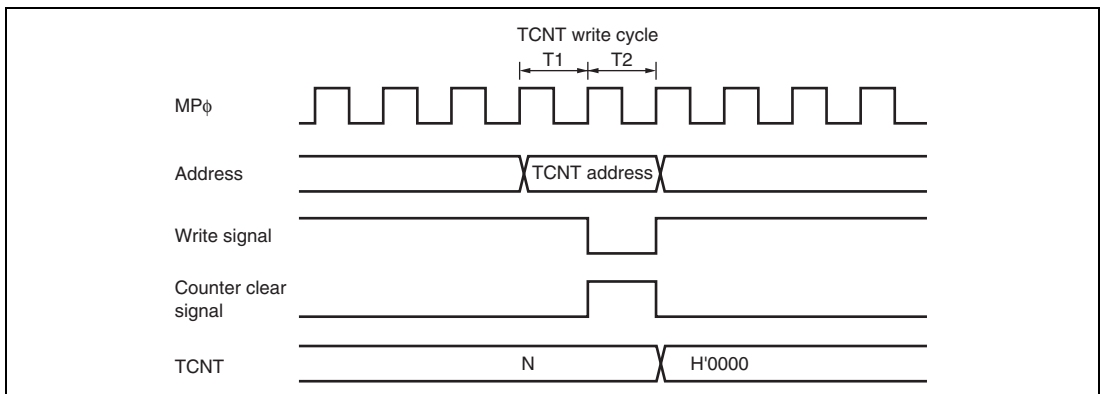 TCNT write cycle
T1 T2
MPϕ
Address TCNT address
Write signal
Counter clear
signal
TCNT N H'0000